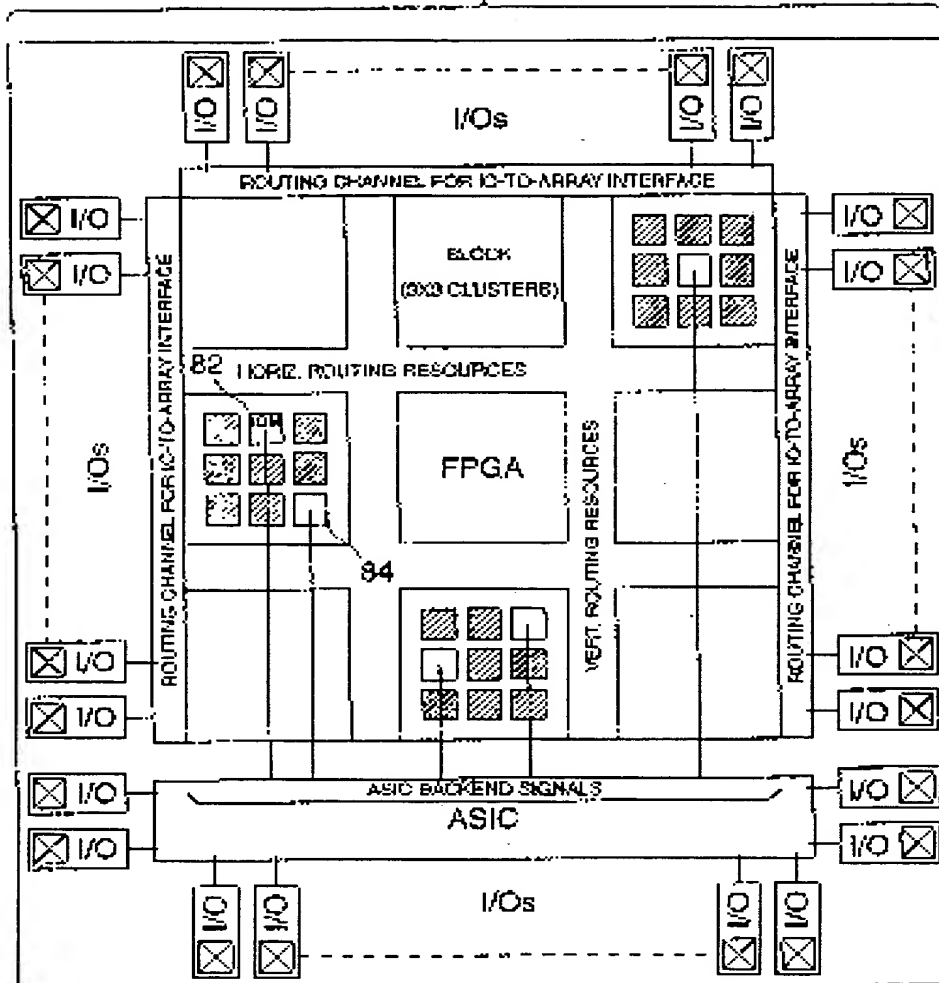 I/O
I/O
I/O
I/O
I/Os
ROUTING CHANNEL FOR IO-TO-ARRAY INTERFACE
I/O
I/O
I/O
I/O
BLOCK
(3X3 CLUSTERS)
ROUTING CHANNEL FOR IO-TO-ARRAY INTERFACE
ROUTING CHANNEL FOR IO-TO-ARRAY INTERFACE
82
HORIZ. ROUTING RESOURCES
I/Os
FPGA
VERT. ROUTING RESOURCES
I/Os
84
I/O
I/O
I/O
I/O
ASIC BACKEND SIGNALS
ASIC
I/O
I/O
I/O
I/O
I/O
I/O
I/Os
I/O
I/O